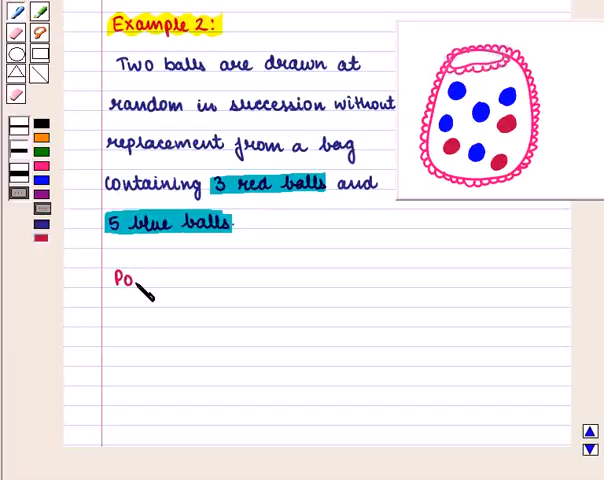 Example 2:
Two balls are drawn at
random in succession without
replacement from a bag
containing 3 red balls and
5 blue balls.
Po